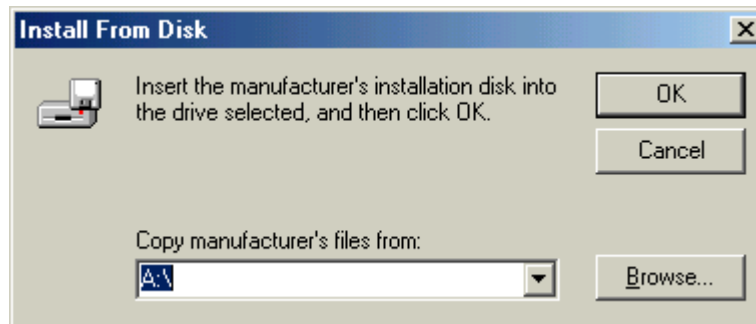 Install From Disk
Insert the manufacturer's installation disk into
the drive selected, and then click OK.
OK
Cancel
Copy manufacturer's files from:
A:\
Browse...